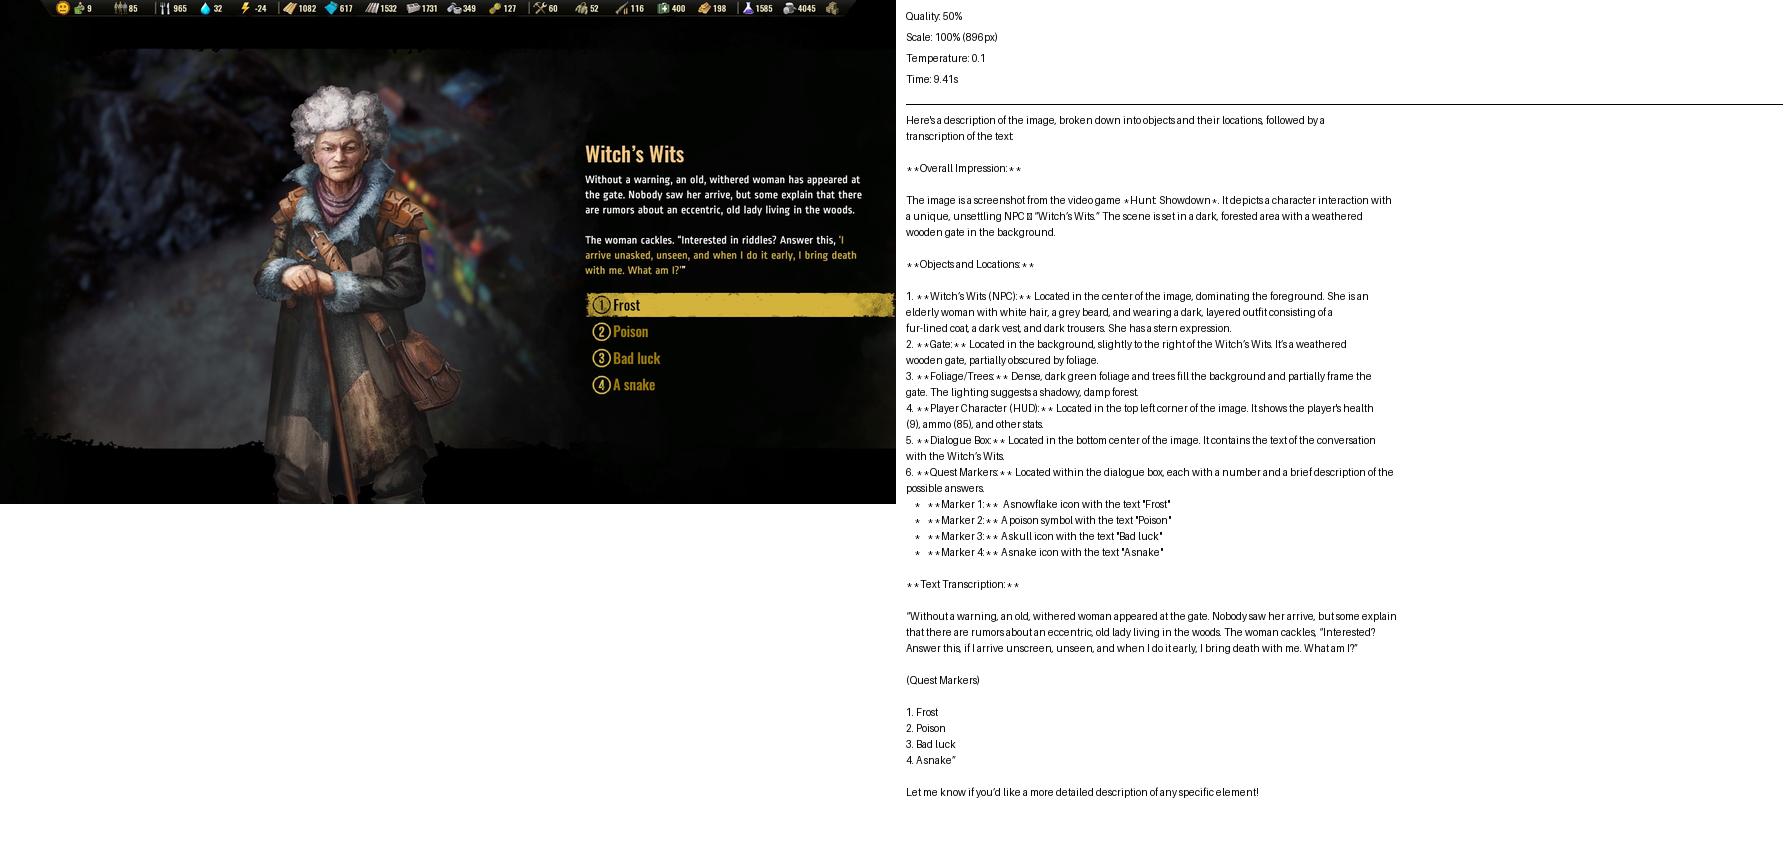 9 85 965 32 -24 1082 617 1532 1731 349 127 60 52 116 400 198 1585 4045
Witch's Wits
Without a warning, an old, withered woman has appeared at
the gate. Nobody saw her arrive, but some explain that there
are rumors about an eccentric, old lady living in the woods.
The woman cackles. "Interested in riddles? Answer this, 'I
arrive unasked, unseen, and when I do it early, I bring death
with me. What am I?'"
1 Frost
2 Poison
3 Bad luck
4 A snake
Quality: 50%
Scale: 100% (896px)
Temperature: 0.1
Time: 9.41s
Here's a description of the image, broken down into objects and their locations, followed by a
transcription of the text:
**Overall Impression:**
The image is a screenshot from the video game *Hunt: Showdown*. It depicts a character interaction with
a unique, unsettling NPC "Witch's Wits." The scene is set in a dark, forested area with a weathered
wooden gate in the background.
**Objects and Locations:**
1. **Witch's Wits (NPC):** Located in the center of the image, dominating the foreground. She is an
elderly woman with white hair, a grey beard, and wearing a dark, layered outfit consisting of a
fur-lined coat, a dark vest, and dark trousers. She has a stern expression.
2. **Gate:** Located in the background, slightly to the right of the Witch's Wits. It's a weathered
wooden gate, partially obscured by foliage.
3. **Foliage/Trees:** Dense, dark green foliage and trees fill the background and partially frame the
gate. The lighting suggests a shadowy, damp forest.
4. **Player Character (HUD):** Located in the top left corner of the image. It shows the player's health
(9), ammo (85), and other stats.
5. **Dialogue Box:** Located in the bottom center of the image. It contains the text of the conversation
with the Witch's Wits.
6. **Quest Markers:** Located within the dialogue box, each with a number and a brief description of the
possible answers.
* **Marker 1:** A snowflake icon with the text "Frost"
* **Marker 2:** A poison symbol with the text "Poison"
* **Marker 3:** A skull icon with the text "Bad luck"
* **Marker 4:** A snake icon with the text "A snake"
**Text Transcription:**
"Without a warning, an old, withered woman appeared at the gate. Nobody saw her arrive, but some explain
that there are rumors about an eccentric, old lady living in the woods. The woman cackles, "Interested?
Answer this, if I arrive unscreen, unseen, and when I do it early, I bring death with me. What am I?"
(Quest Markers)
1. Frost
2. Poison
3. Bad luck
4. A snake"
Let me know if you'd like a more detailed description of any specific element!